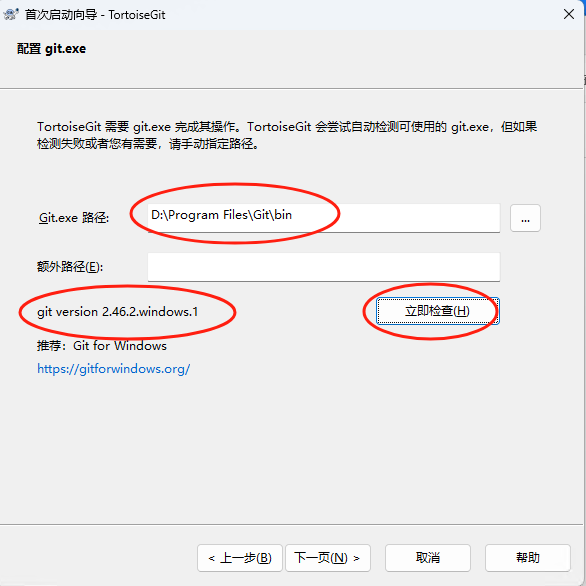 首次启动向导 - TortoiseGit
配置 git.exe
TortoiseGit 需要 git.exe 完成其操作。TortoiseGit 会尝试自动检测可使用的 git.exe，但如果
检测失败或者您有需要，请手动指定路径。
Git.exe 路径: D:\Program Files\Git\bin ...
额外路径(E):
git version 2.46.2.windows.1 立即检查(H)
推荐：Git for Windows
https://gitforwindows.org/
< 上一步(B) 下一页(N) > 取消 帮助